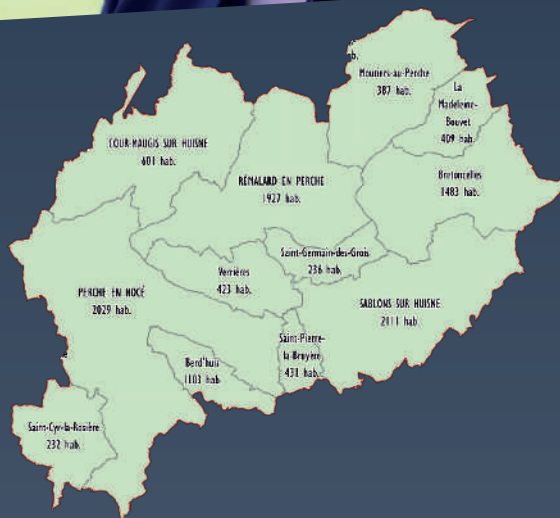 Moutiers-au-Perche
387 hab.
La
Madeleine-
Bouvet
409 hab.
COUR-MAUGIS SUR HUISNE
601 hab.
RÉMALARD EN PERCHE
1927 hab.
Bretoncelles
1483 hab.
Saint-Germain-des-Grois
236 hab.
Verrières
423 hab.
PERCHE EN NOCÉ
2029 hab.
SABLONS SUR HUISNE
2111 hab.
Saint-Pierre-
la-Bruyère
431 hab.
Berd'huis
1103 hab.
Saint-Cyr-la-Rosière
232 hab.